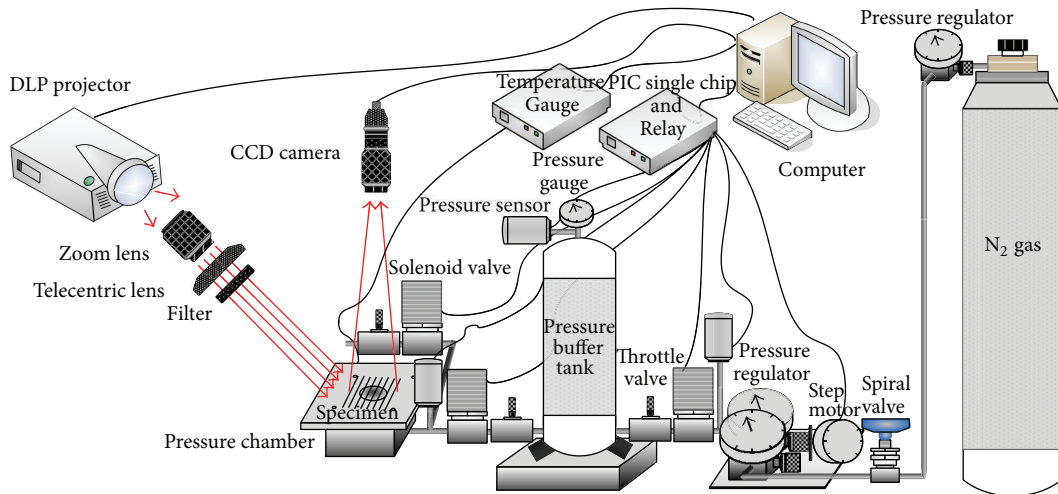 Pressure regulator
DLP projector
Temperature
Gauge
PIC single chip
and
Relay
CCD camera
Pressure
gauge
Computer
Pressure sensor
N2 gas
Zoom lens
Solenoid valve
Telecentric lens
Filter
Pressure
buffer
tank
Throttle
valve
Pressure
regulator
Step
motor
Spiral
valve
Specimen
Pressure chamber